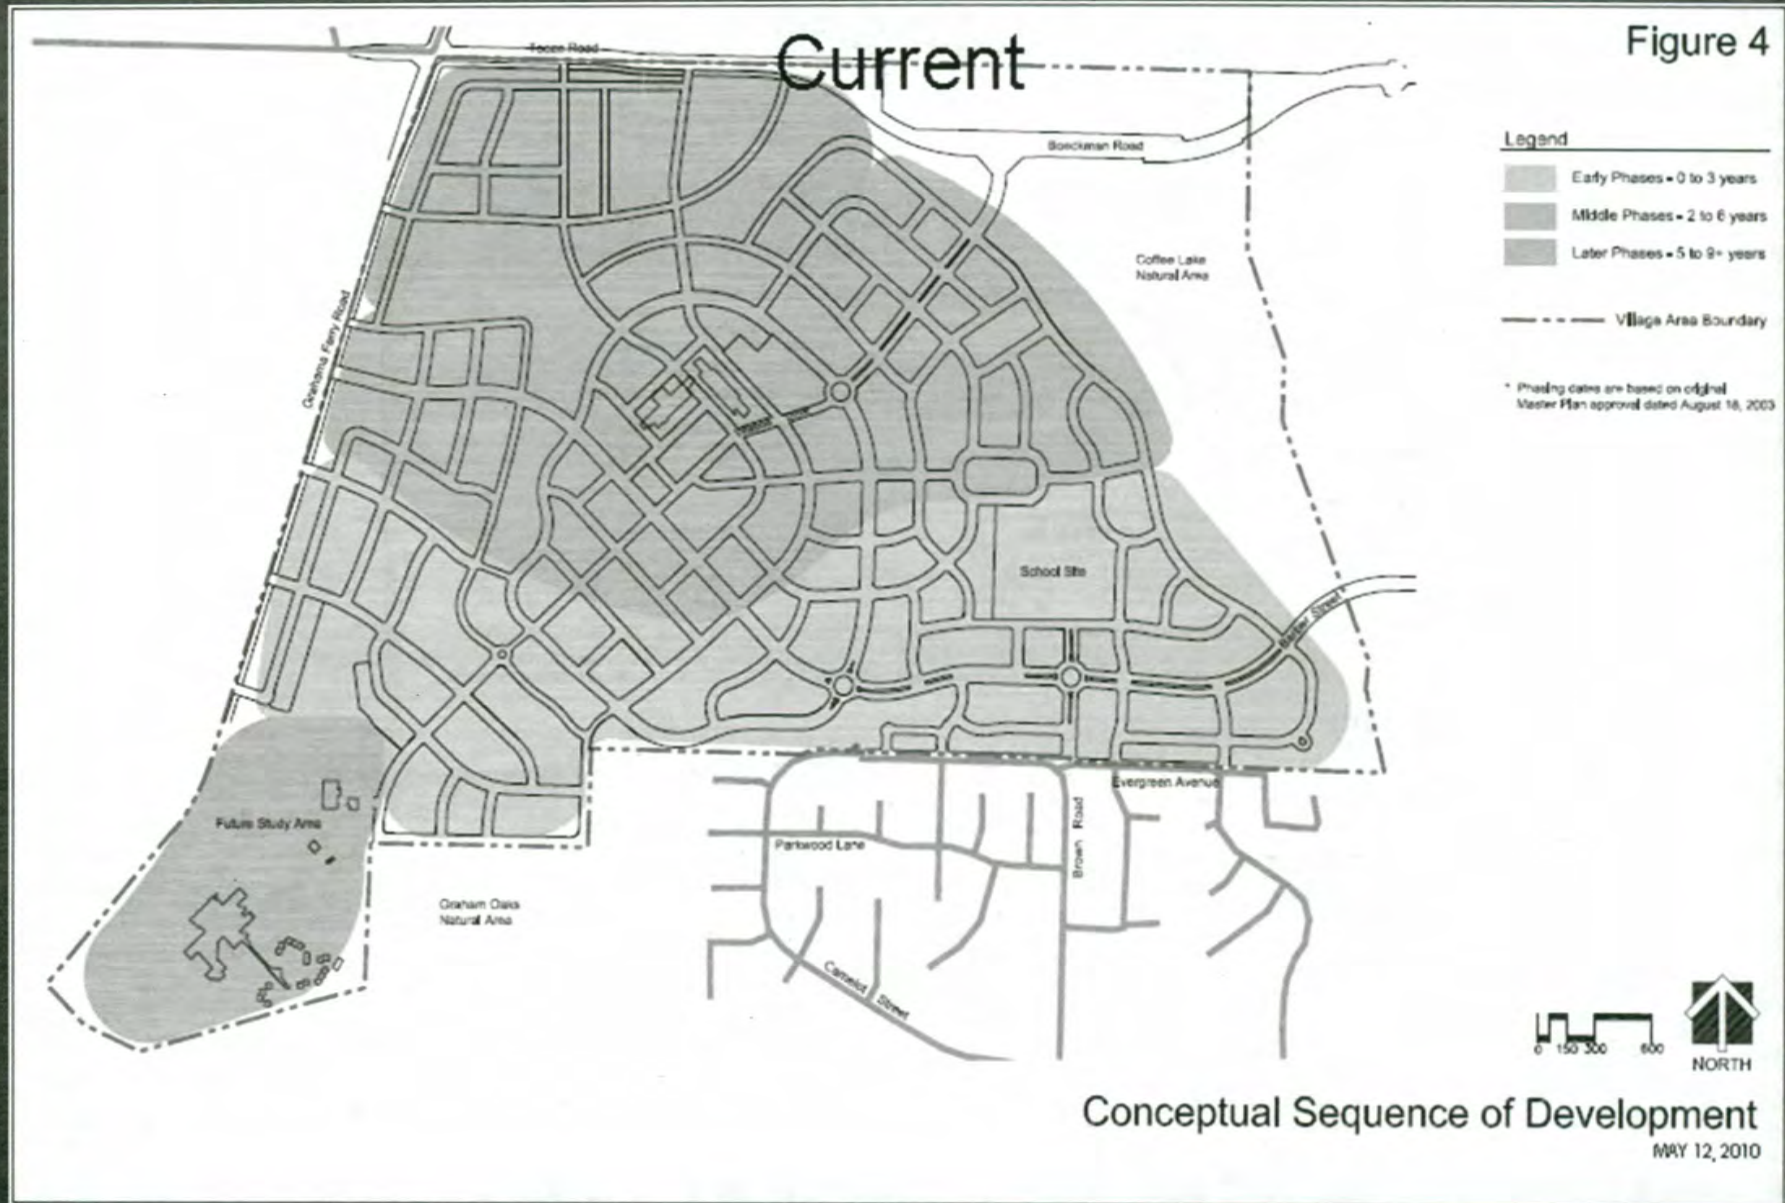 Current
Figure 4
Tooze Road
Boeckman Road
Legend
Early Phases = 0 to 3 years
Middle Phases = 2 to 6 years
Later Phases = 5 to 9+ years
Village Area Boundary
* Phasing dates are based on original
Master Plan approval dated August 18, 2003
Coffee Lake
Natural Area
Grahams Ferry Road
School Site
Barber Street
Evergreen Avenue
Future Study Area
Parkwood Lane
Brown Road
Graham Oaks
Natural Area
Camelot Street
0 150 300 600
NORTH
Conceptual Sequence of Development
MAY 12, 2010